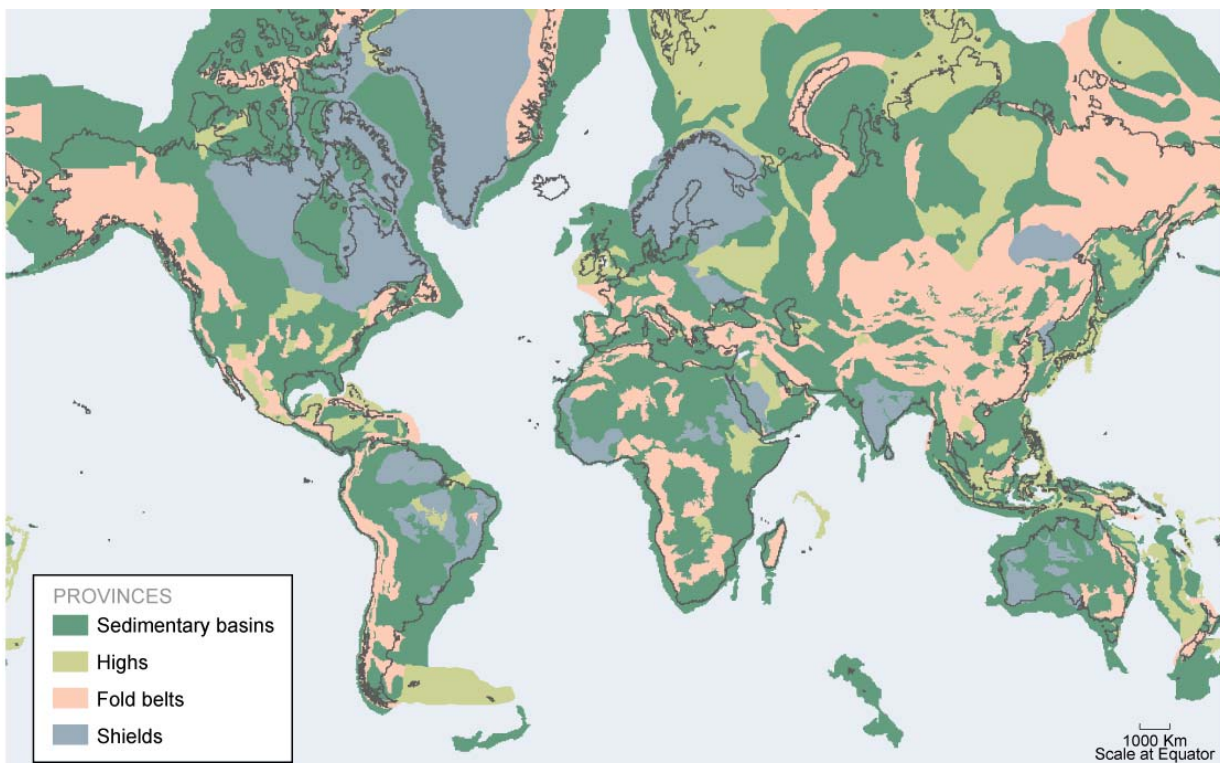 PROVINCES
Sedimentary basins
Highs
Fold belts
Shields
1000 Km
Scale at Equator